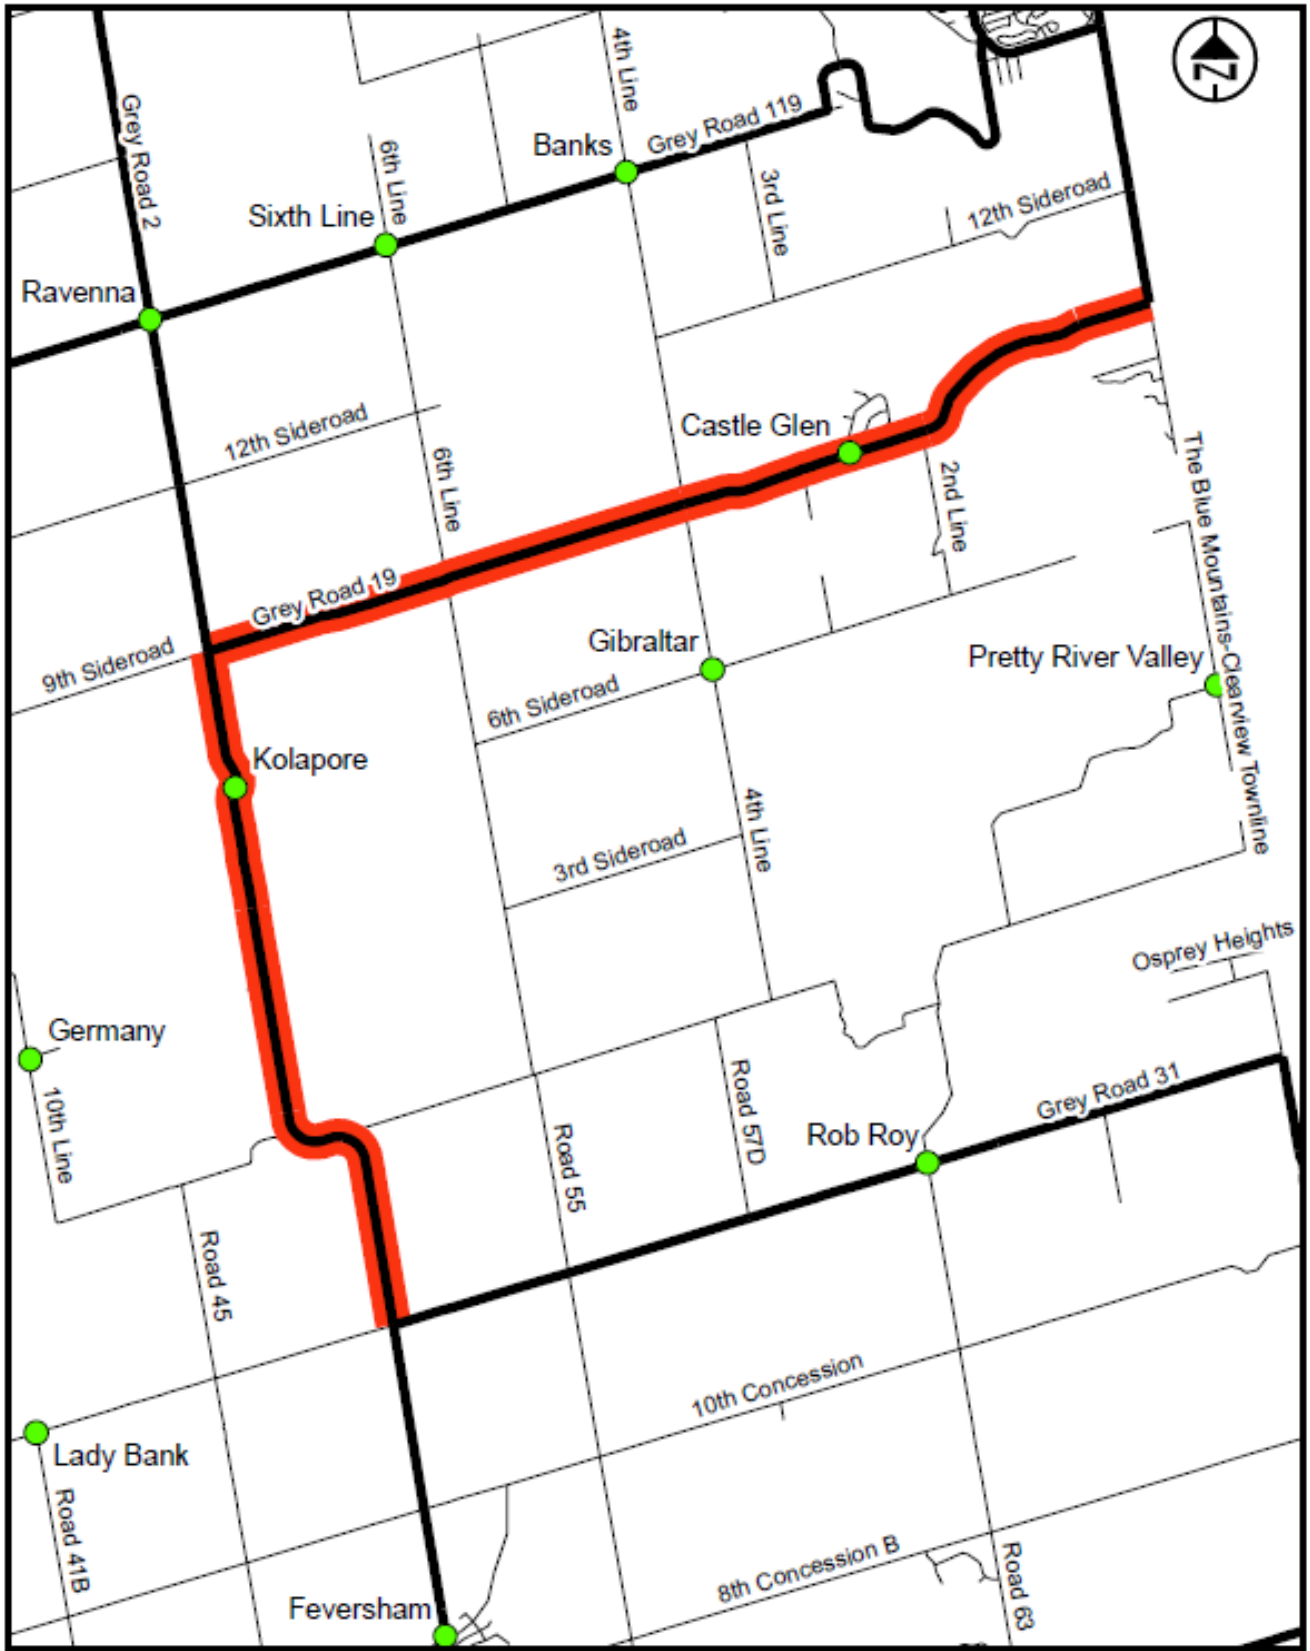 4th Line
Grey Road 2
Grey Road 119
Banks
6th Line
3rd Line
12th Sideroad
Sixth Line
Ravenna
N
12th Sideroad
Castle Glen
6th Line
2nd Line
The Blue Mountains-Clearview Townline
Grey Road 19
9th Sideroad
Gibraltar
Pretty River Valley
6th Sideroad
Kolapore
4th Line
3rd Sideroad
Osprey Heights
Germany
10th Line
Road 57D
Grey Road 31
Rob Roy
Road 55
Road 45
10th Concession
Lady Bank
Road 41B
8th Concession B
Road 63
Feversham